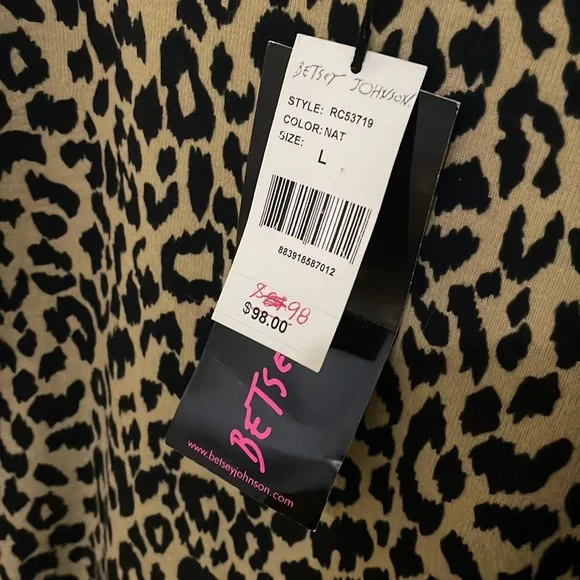 BETSEY JOHNSON.
STYLE: RC53719
COLOR: NAT
SIZE: L
883918587012
$98.00
BETSE
www.betseyjohnson.com